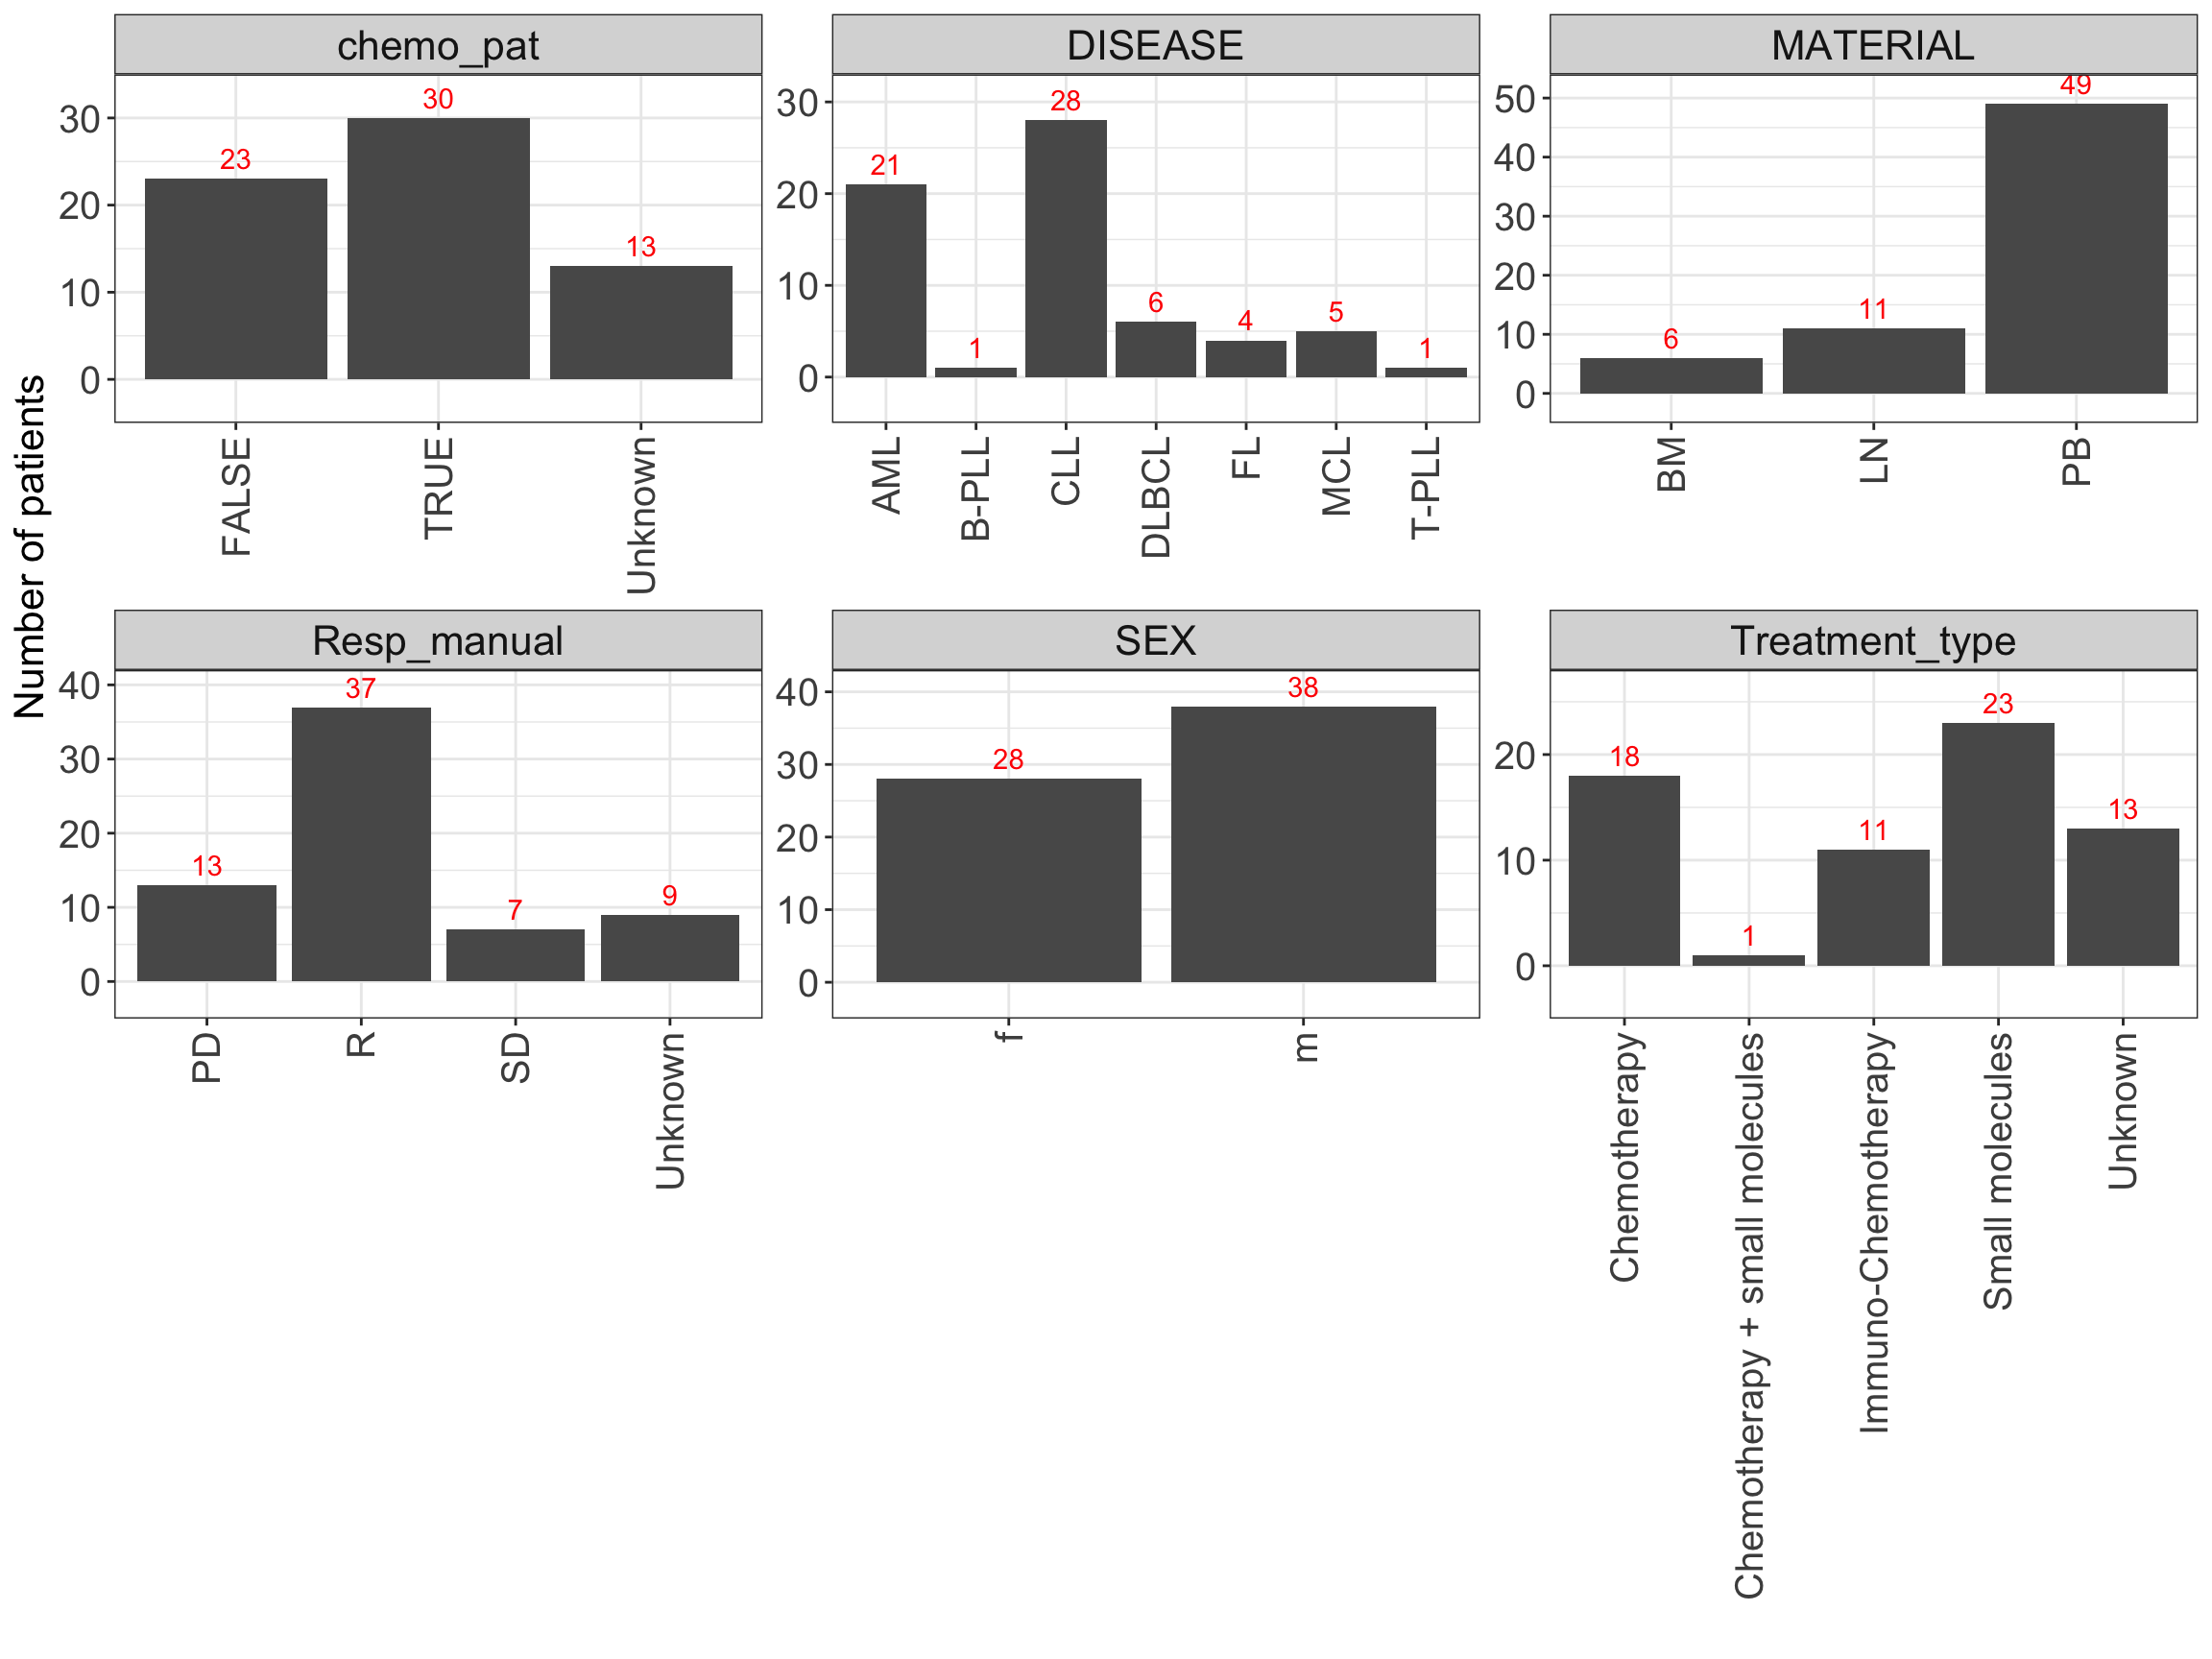 Number of patients
chemo_pat
30
20
10
0
23
30
13
FALSE
TRUE
Unknown
DISEASE
30
20
10
0
21
1
28
6
4
5
1
AML
B-PLL
CLL
DLBCL
FL
MCL
T-PLL
MATERIAL
50
40
30
20
10
0
6
11
49
BM
LN
PB
Resp_manual
40
30
20
10
0
13
37
7
9
PD
R
SD
Unknown
SEX
40
30
20
10
0
28
38
f
m
Treatment_type
20
10
0
18
1
11
23
13
Chemotherapy
Chemotherapy + small molecules
Immuno-Chemotherapy
Small molecules
Unknown